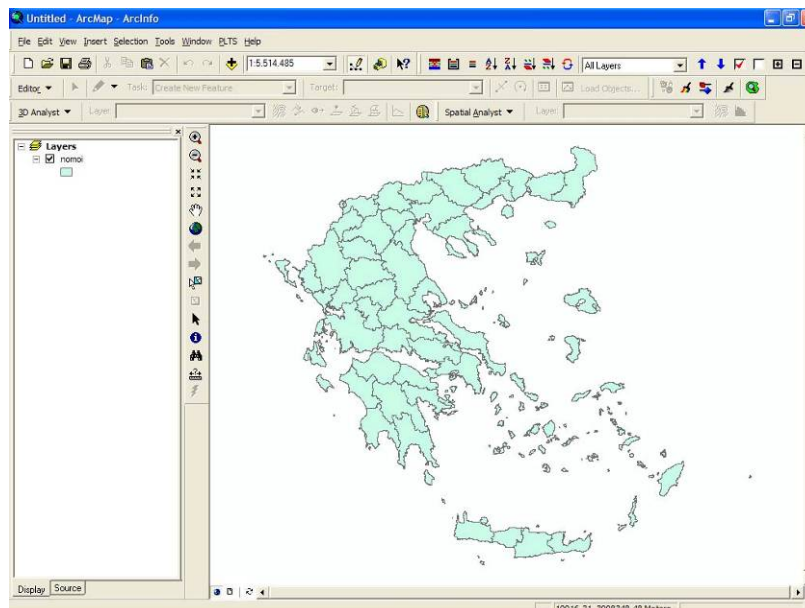 Untitled - ArcMap - ArcInfo
File Edit View Insert Selection Tools Window PLTS Help
1:5.514.485 All Layers
Editor Task: Create New Feature Target: Load Objects...
3D Analyst Layer: Spatial Analyst Layer:
Layers
nomoi
Display Source